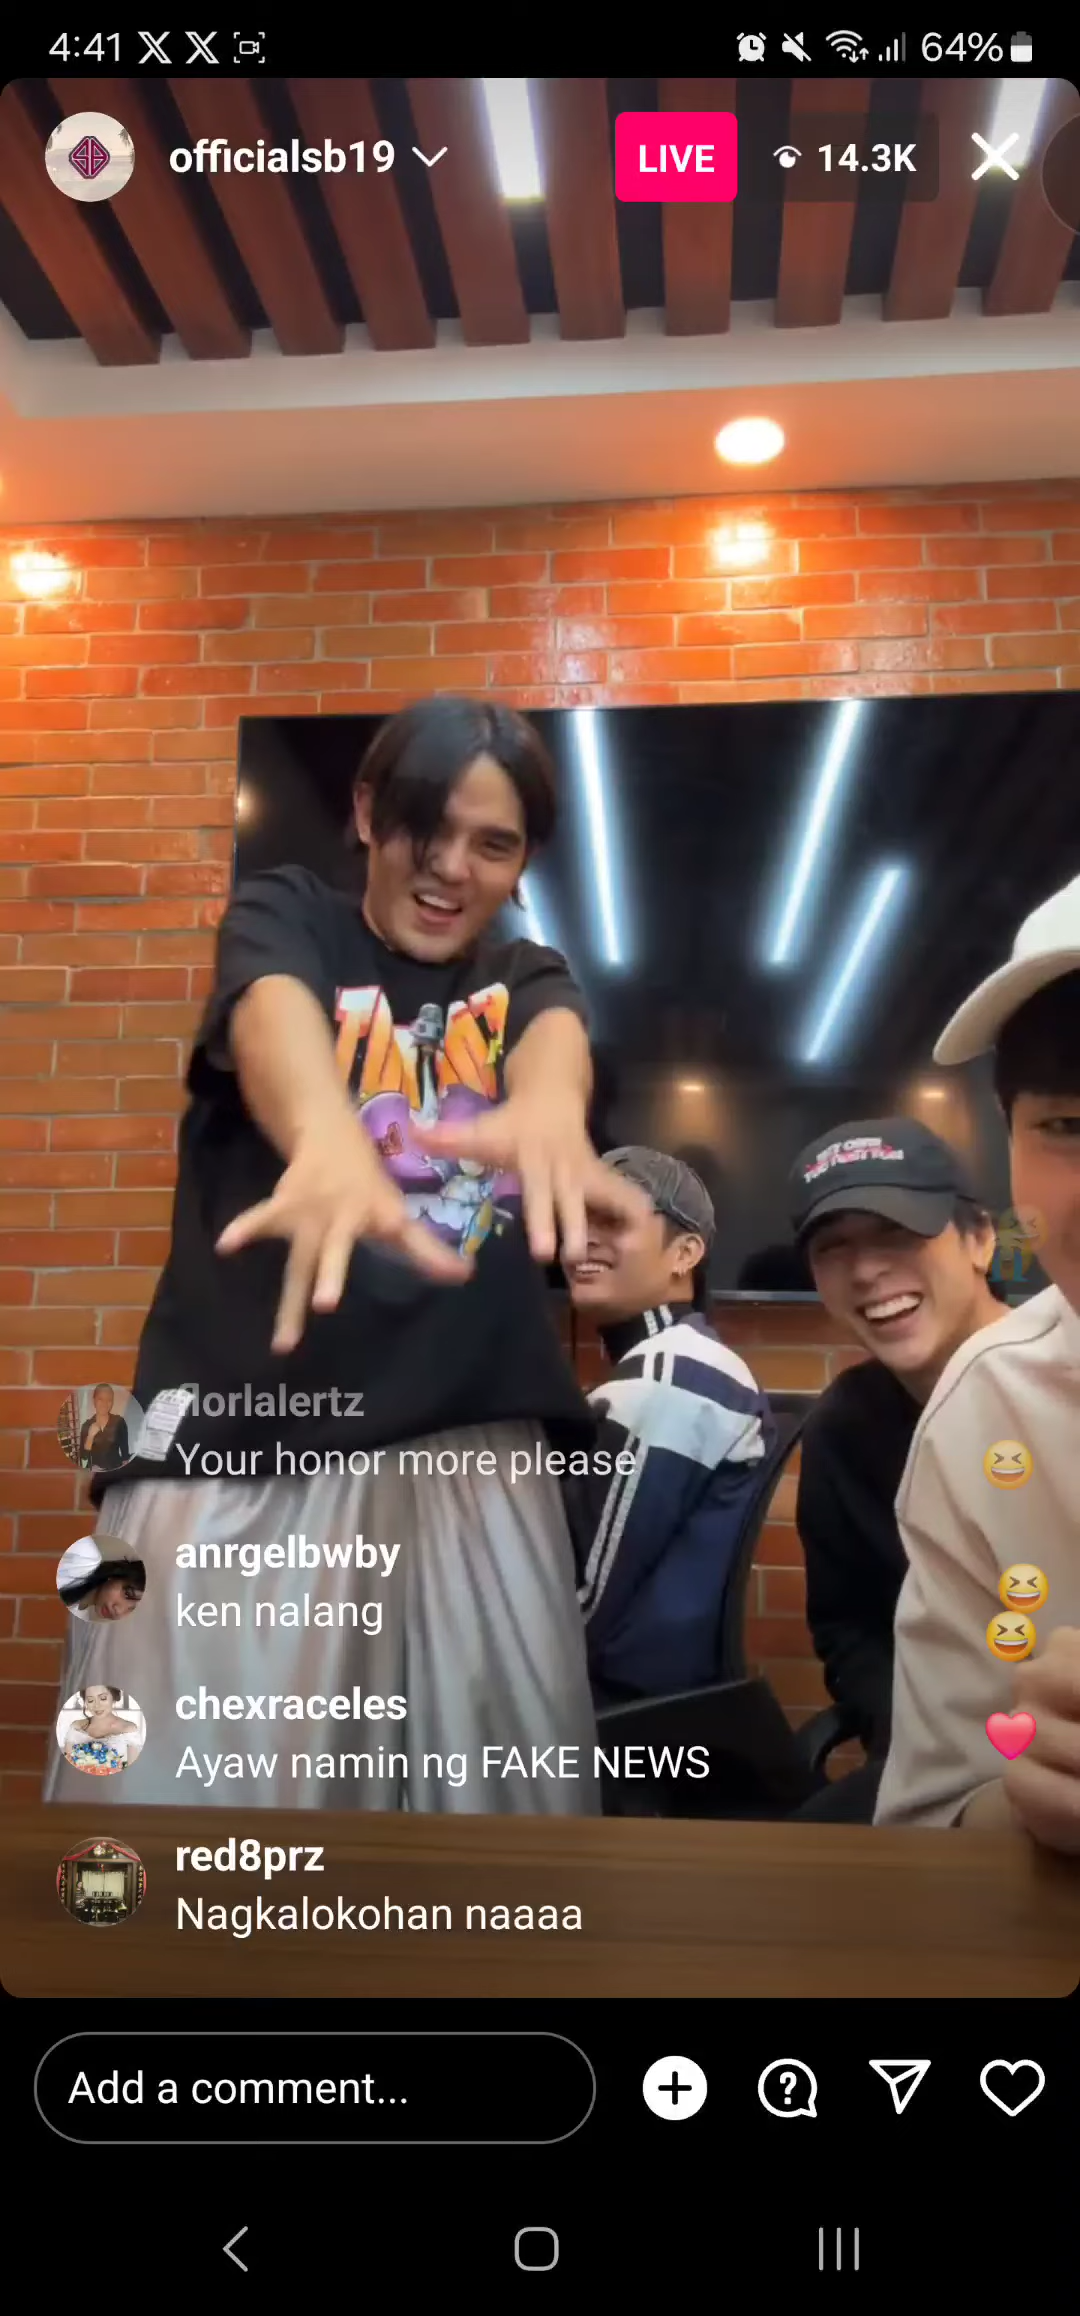 4:41
64%
officialsb19
LIVE
14.3K
florlalertz
Your honor more please
anrgelbwby
ken nalang
chexraceles
Ayaw namin ng FAKE NEWS
red8prz
Nagkalokohan naaaa
Add a comment...